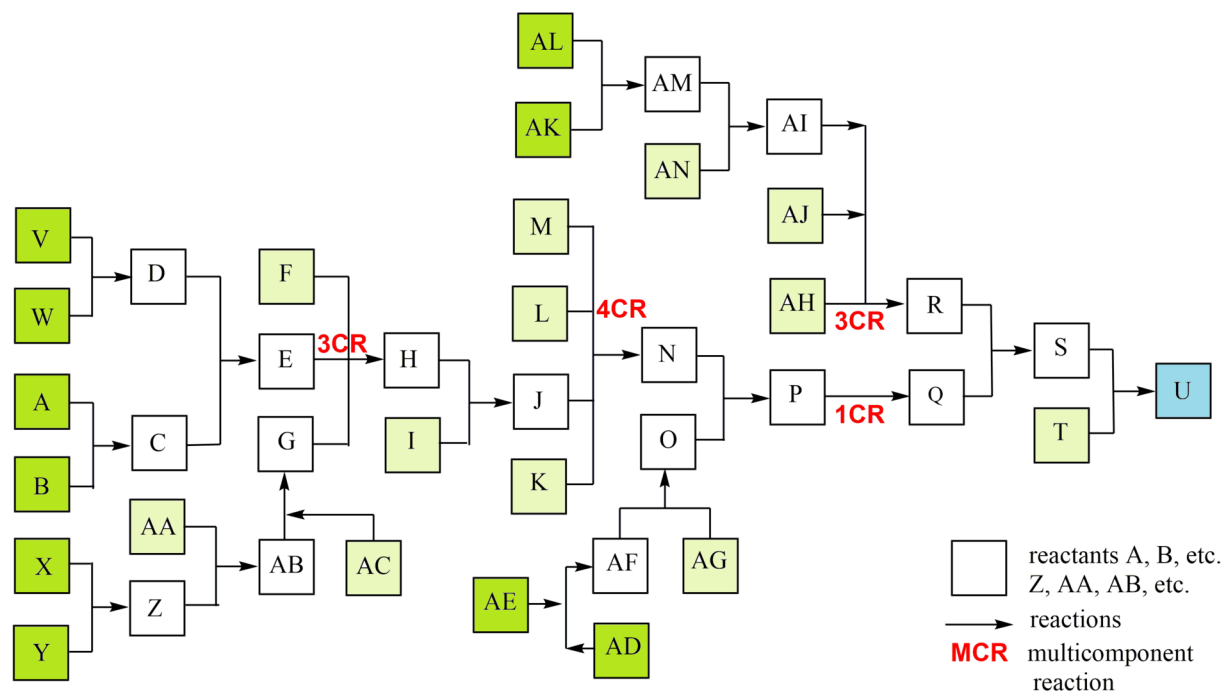 AL
AM
AK
AI
AN
AJ
V
M
D
F
W
L
4CR
AH
3CR
R
3CR
E
H
N
S
A
J
P
1CR
Q
U
C
G
I
O
T
B
K
AA
X
AB
AC
AF
AG
Z
AE
Y
AD
reactants A, B, etc.
Z, AA, AB, etc.
reactions
MCR multicomponent
reaction